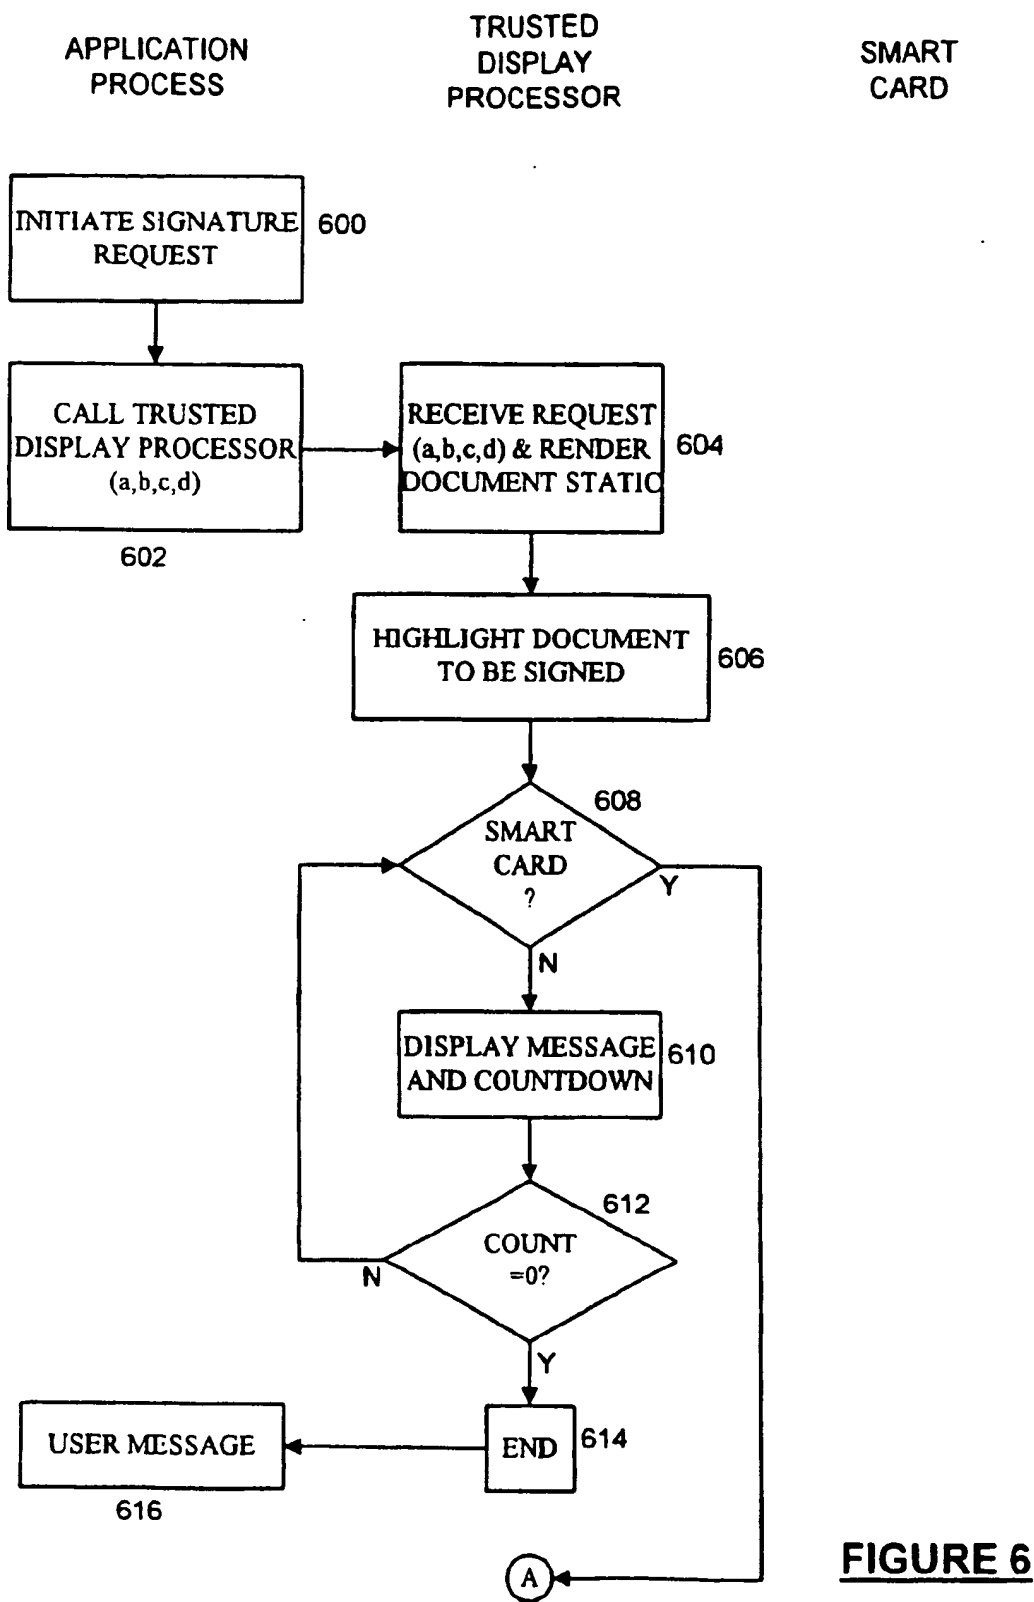 APPLICATION
PROCESS
TRUSTED
DISPLAY
PROCESSOR
SMART
CARD
INITIATE SIGNATURE
REQUEST
600
CALL TRUSTED
DISPLAY PROCESSOR
(a,b,c,d)
602
RECEIVE REQUEST
(a,b,c,d) & RENDER
DOCUMENT STATIC
604
HIGHLIGHT DOCUMENT
TO BE SIGNED
606
608
SMART
CARD
?
Y
N
DISPLAY MESSAGE
AND COUNTDOWN
610
612
COUNT
=0?
N
Y
USER MESSAGE
616
END
614
A
FIGURE 6